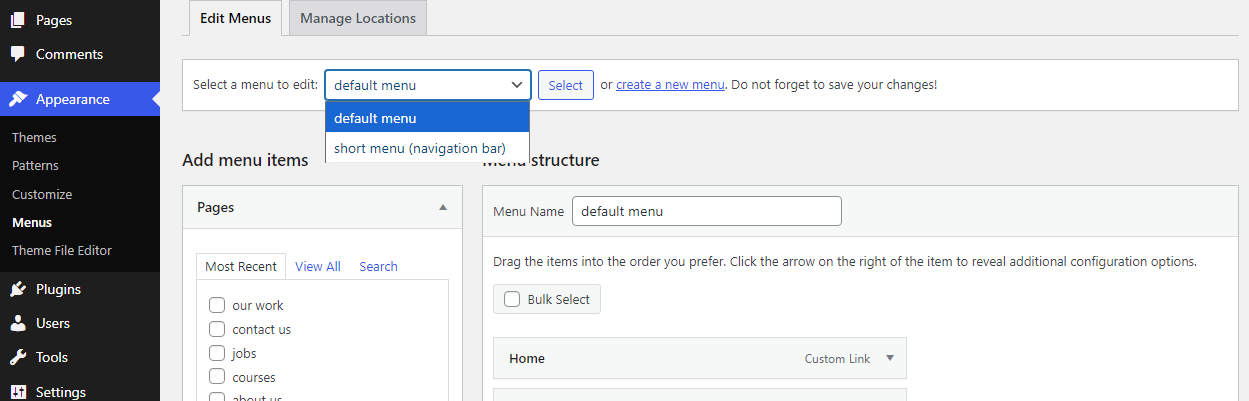 Pages
Comments
Appearance
Themes
Patterns
Customize
Menus
Theme File Editor
Plugins
Users
Tools
Settings
Edit Menus
Manage Locations
Select a menu to edit: default menu Select or create a new menu. Do not forget to save your changes!
default menu
short menu (navigation bar)
Add menu items
Pages
Most Recent View All Search
our work
contact us
jobs
courses
about us
Menu structure
Menu Name default menu
Drag the items into the order you prefer. Click the arrow on the right of the item to reveal additional configuration options.
Bulk Select
Home Custom Link